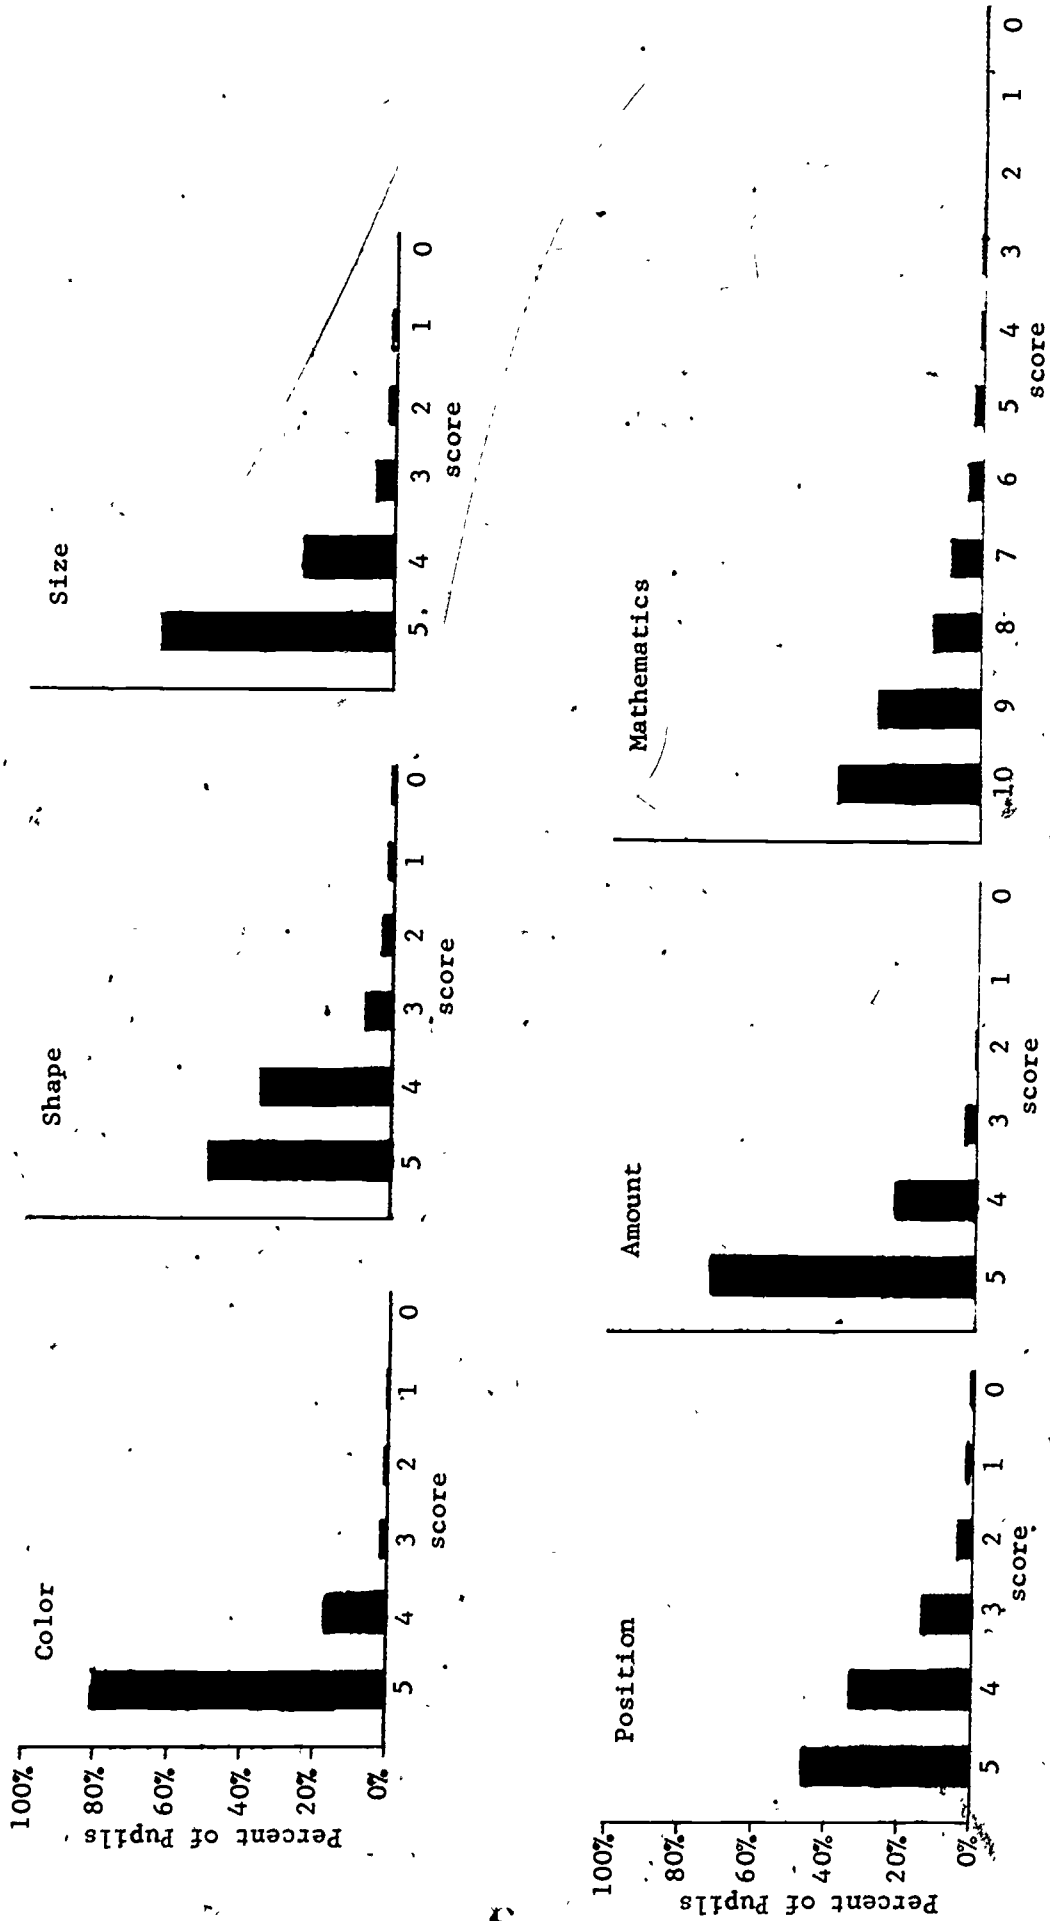 Color
Shape
Size
100%
80%
60%
40%
20%
0%
Percent of Pupils
5 4 3 2 1 0
score
5 4 3 2 1 0
score
5 4 3 2 1 0
score
Position
Amount
Mathematics
100%
80%
60%
40%
20%
0%
Percent of Pupils
5 4 3 2 1 0
score
5 4 3 2 1 0
score
10 9 8 7 6 5 4 3 2 1 0
score